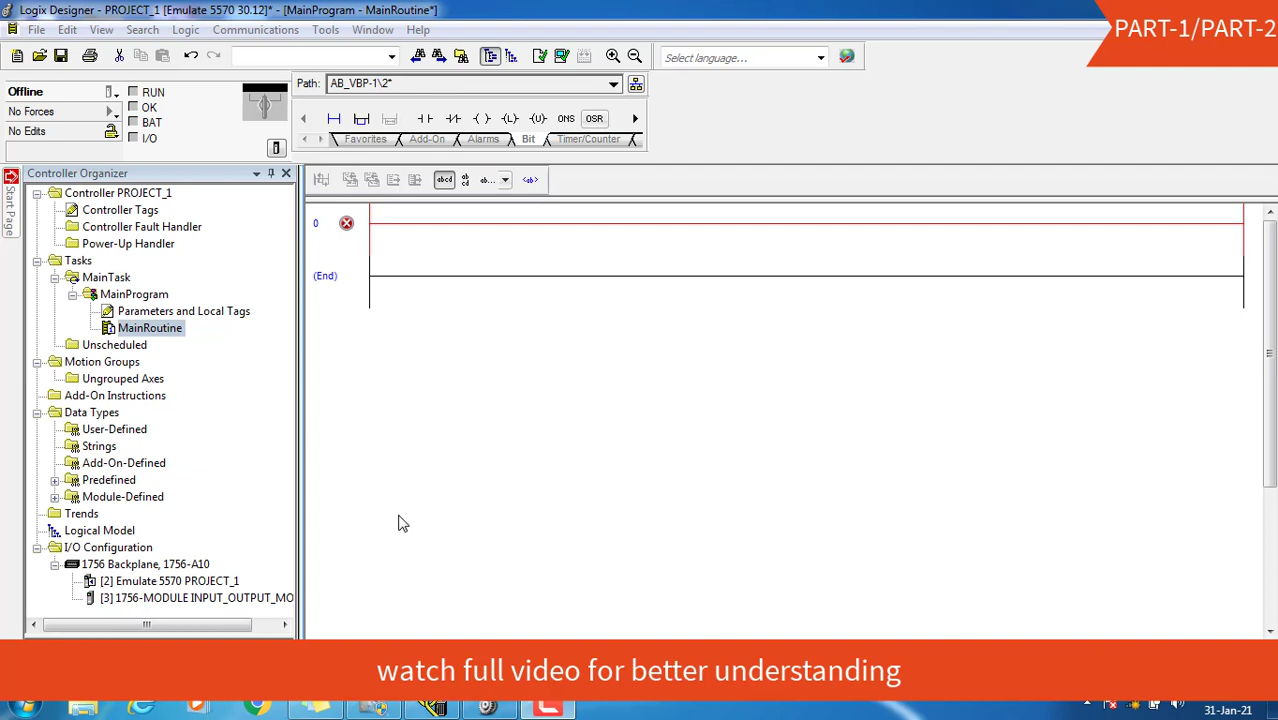 Logix Designer - PROJECT_1 [Emulate 5570 30.12]* - [MainProgram - MainRoutine*]
PART-1/PART-2
File Edit View Search Logic Communications Tools Window Help
Select language...
Offline
RUN
Path: AB_VBP-1\2*
No Forces
OK
No Edits
BAT
I/O
ONS OSR
Favorites Add-On Alarms Bit Timer/Counter
Start Page
Controller Organizer
Controller PROJECT_1
Controller Tags
Controller Fault Handler
Power-Up Handler
Tasks
MainTask
MainProgram
Parameters and Local Tags
MainRoutine
Unscheduled
Motion Groups
Ungrouped Axes
Add-On Instructions
Data Types
User-Defined
Strings
Add-On-Defined
Predefined
Module-Defined
Trends
Logical Model
I/O Configuration
1756 Backplane, 1756-A10
[2] Emulate 5570 PROJECT_1
[3] 1756-MODULE INPUT_OUTPUT_MO
0
(End)
watch full video for better understanding
31-Jan-21